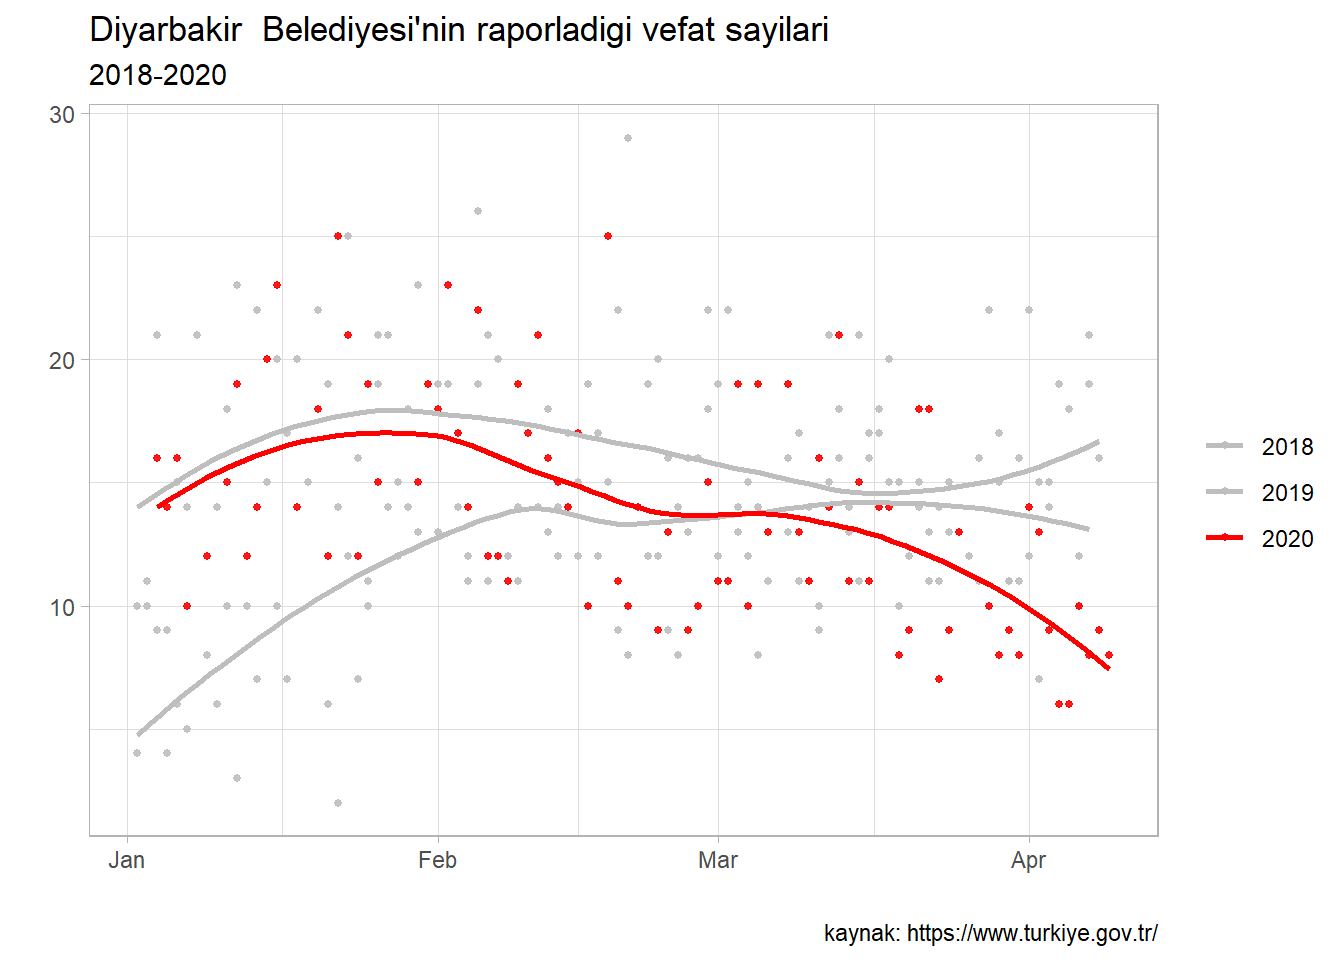 Diyarbakir  Belediyesi'nin raporladigi vefat sayilari
2018-2020
30
20
10
Jan Feb Mar Apr
2018
2019
2020
kaynak: https://www.turkiye.gov.tr/